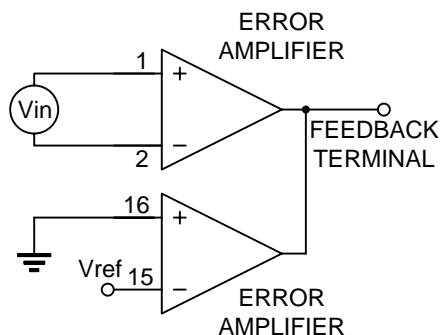 ERROR
AMPLIFIER
1
+
Vin
−
2
FEEDBACK
TERMINAL
16
+
Vref
15
−
ERROR
AMPLIFIER